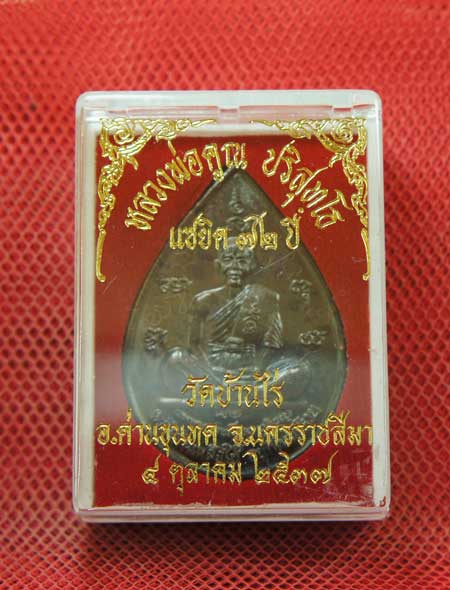 หลวงพ่อคูณ ปริสุทฺโธ
แซยิด ๗๒ ปี
วัดบ้านไร่
อ.ด่านขุนทด จ.นครราชสีมา
๔ ตุลาคม ๒๕๓๗